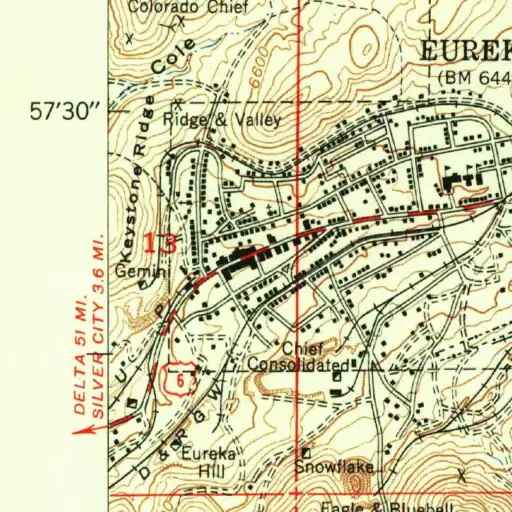 Colorado Chief
Cole
EUREK
(BM 644
6600
57'30"
Ridge & Valley
Keystone Ridge
13
Gemini
U P
DELTA 51 MI.
SILVER CITY 3.6 MI.
6
Chief
Consolidated
D & R G W
Eureka
Hill
Snowflake
Eagle & Bluebell